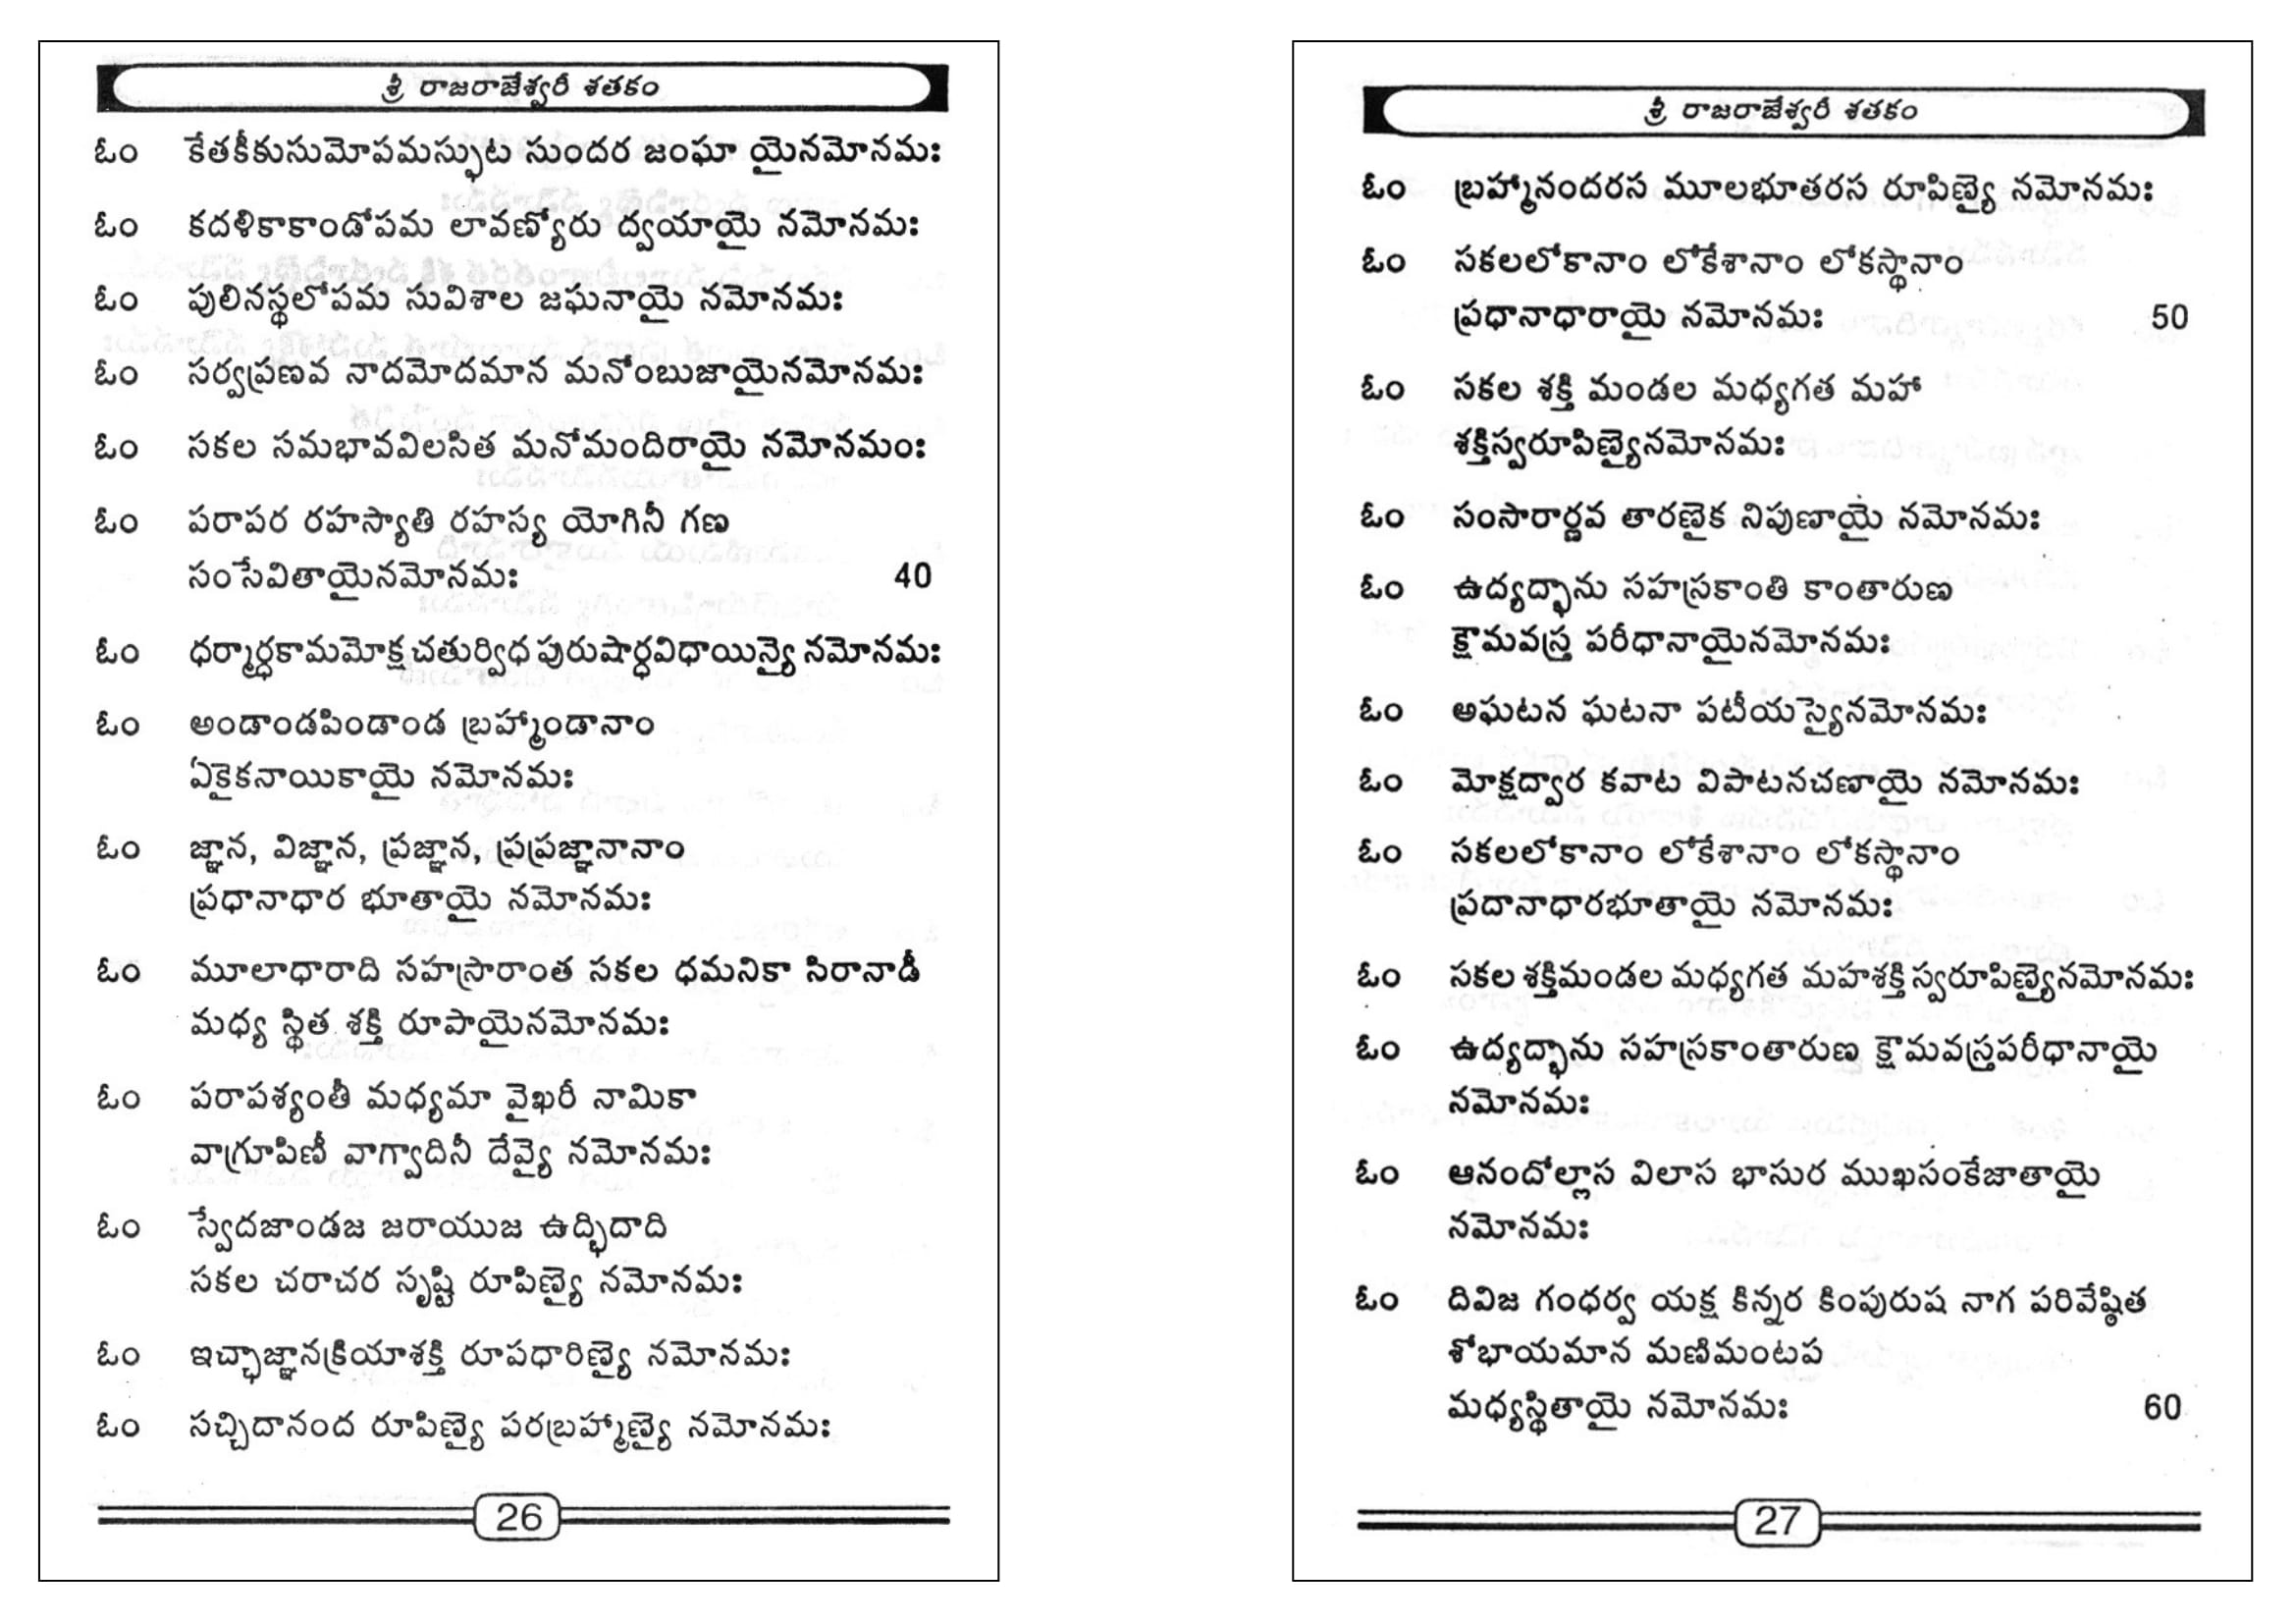 శ్రీ రాజరాజేశ్వరీ శతకం
ఓం కేతకీకుసుమోపమస్ఫుట సుందర జంఘా యైనమోనమః
ఓం కదళికాకాండోపమ లావణ్యోరు ద్వయాయై నమోనమః
ఓం పులినస్థలోపమ సువిశాల జఘనాయై నమోనమః
ఓం సర్వప్రణవ నాదమోదమాన మనోంబుజాయైనమోనమః
ఓం సకల సమభావవిలసిత మనోమందిరాయై నమోనమంః
ఓం పరాపర రహస్యాతి రహస్య యోగినీ గణ
సంసేవితాయైనమోనమః 40
ఓం ధర్మార్ధకామమోక్షచతుర్విధపురుషార్ధవిధాయిన్యై నమోనమః
ఓం అండాండపిండాండ బ్రహ్మాండానాం
ఏకైకనాయికాయై నమోనమః
ఓం జ్ఞాన, విజ్ఞాన, ప్రజ్ఞాన, ప్రప్రజ్ఞానానాం
ప్రధానాధార భూతాయై నమోనమః
ఓం మూలాధారాది సహస్రారాంత సకల ధమనికా సిరానాడీ
మధ్య స్థిత శక్తి రూపాయైనమోనమః
ఓం పరాపశ్యంతీ మధ్యమా వైఖరీ నామికా
వాగ్రూపిణీ వాగ్వాదినీ దేవ్యై నమోనమః
ఓం స్వేదజాండజ జరాయుజ ఉద్భిదాది
సకల చరాచర సృష్టి రూపిణ్యై నమోనమః
ఓం ఇచ్ఛాజ్ఞానక్రియాశక్తి రూపధారిణ్యై నమోనమః
ఓం సచ్చిదానంద రూపిణ్యై పరబ్రహ్మణ్యై నమోనమః
26
శ్రీ రాజరాజేశ్వరీ శతకం
ఓం బ్రహ్మానందరస మూలభూతరస రూపిణ్యై నమోనమః
ఓం సకలలోకానాం లోకేశానాం లోకస్థానాం
ప్రధానాధారాయై నమోనమః 50
ఓం సకల శక్తి మండల మధ్యగత మహా
శక్తిస్వరూపిణ్యైనమోనమః
ఓం సంసారార్ణవ తారణైక నిపుణాయై నమోనమః
ఓం ఉద్యద్భాను సహస్రకాంతి కాంతారుణ
క్షౌమవస్త్ర పరీధానాయైనమోనమః
ఓం అఘటన ఘటనా పటీయస్యైనమోనమః
ఓం మోక్షద్వార కవాట విపాటనచణాయై నమోనమః
ఓం సకలలోకానాం లోకేశానాం లోకస్థానాం
ప్రదానాధారభూతాయై నమోనమః
ఓం సకల శక్తిమండల మధ్యగత మహశక్తిస్వరూపిణ్యైనమోనమః
ఓం ఉద్యద్భాను సహస్రకాంతారుణ క్షౌమవస్త్రపరీధానాయై
నమోనమః
ఓం ఆనందోల్లాస విలాస భాసుర ముఖసంకేజాతాయై
నమోనమః
ఓం దివిజ గంధర్వ యక్ష కిన్నర కింపురుష నాగ పరివేష్ఠిత
శోభాయమాన మణిమంటప
మధ్యస్థితాయై నమోనమః 60
27